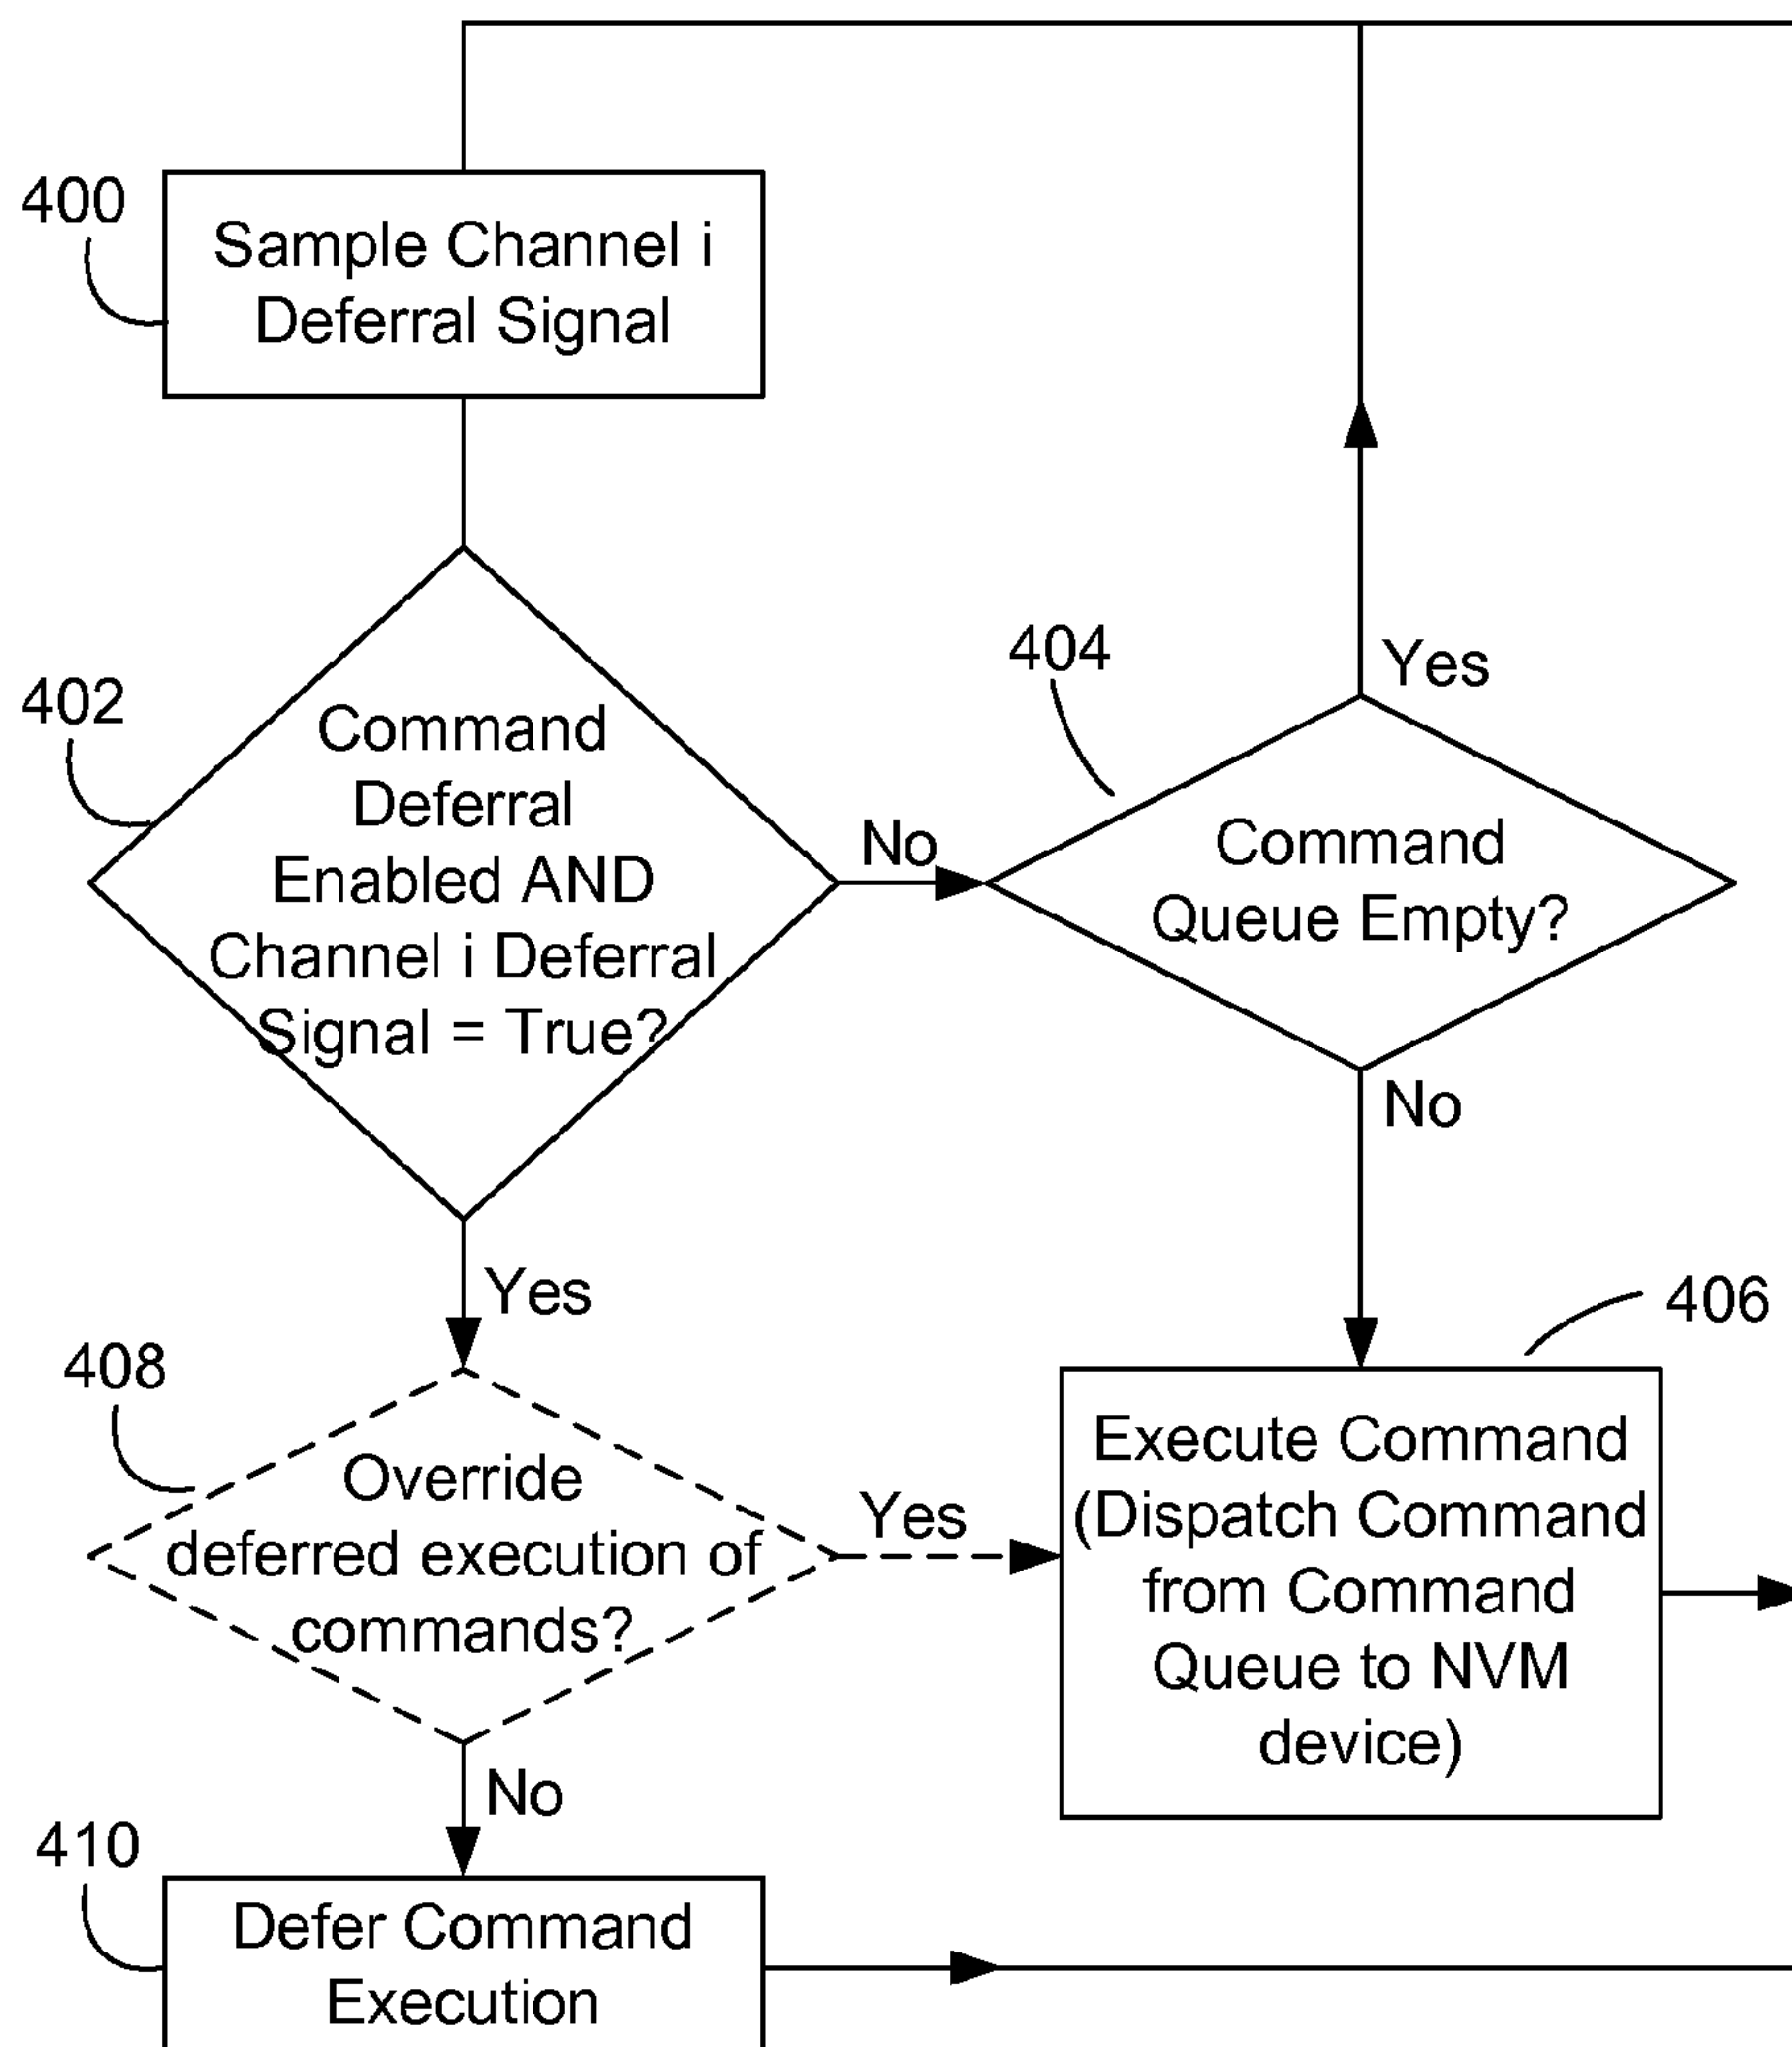 400
Sample Channel i
Deferral Signal
402
Command
Deferral
Enabled AND
Channel i Deferral
Signal = True?
No
404
Command
Queue Empty?
Yes
No
Yes
408
Override
deferred execution of
commands?
Yes
406
Execute Command
(Dispatch Command
from Command
Queue to NVM
device)
No
410
Defer Command
Execution